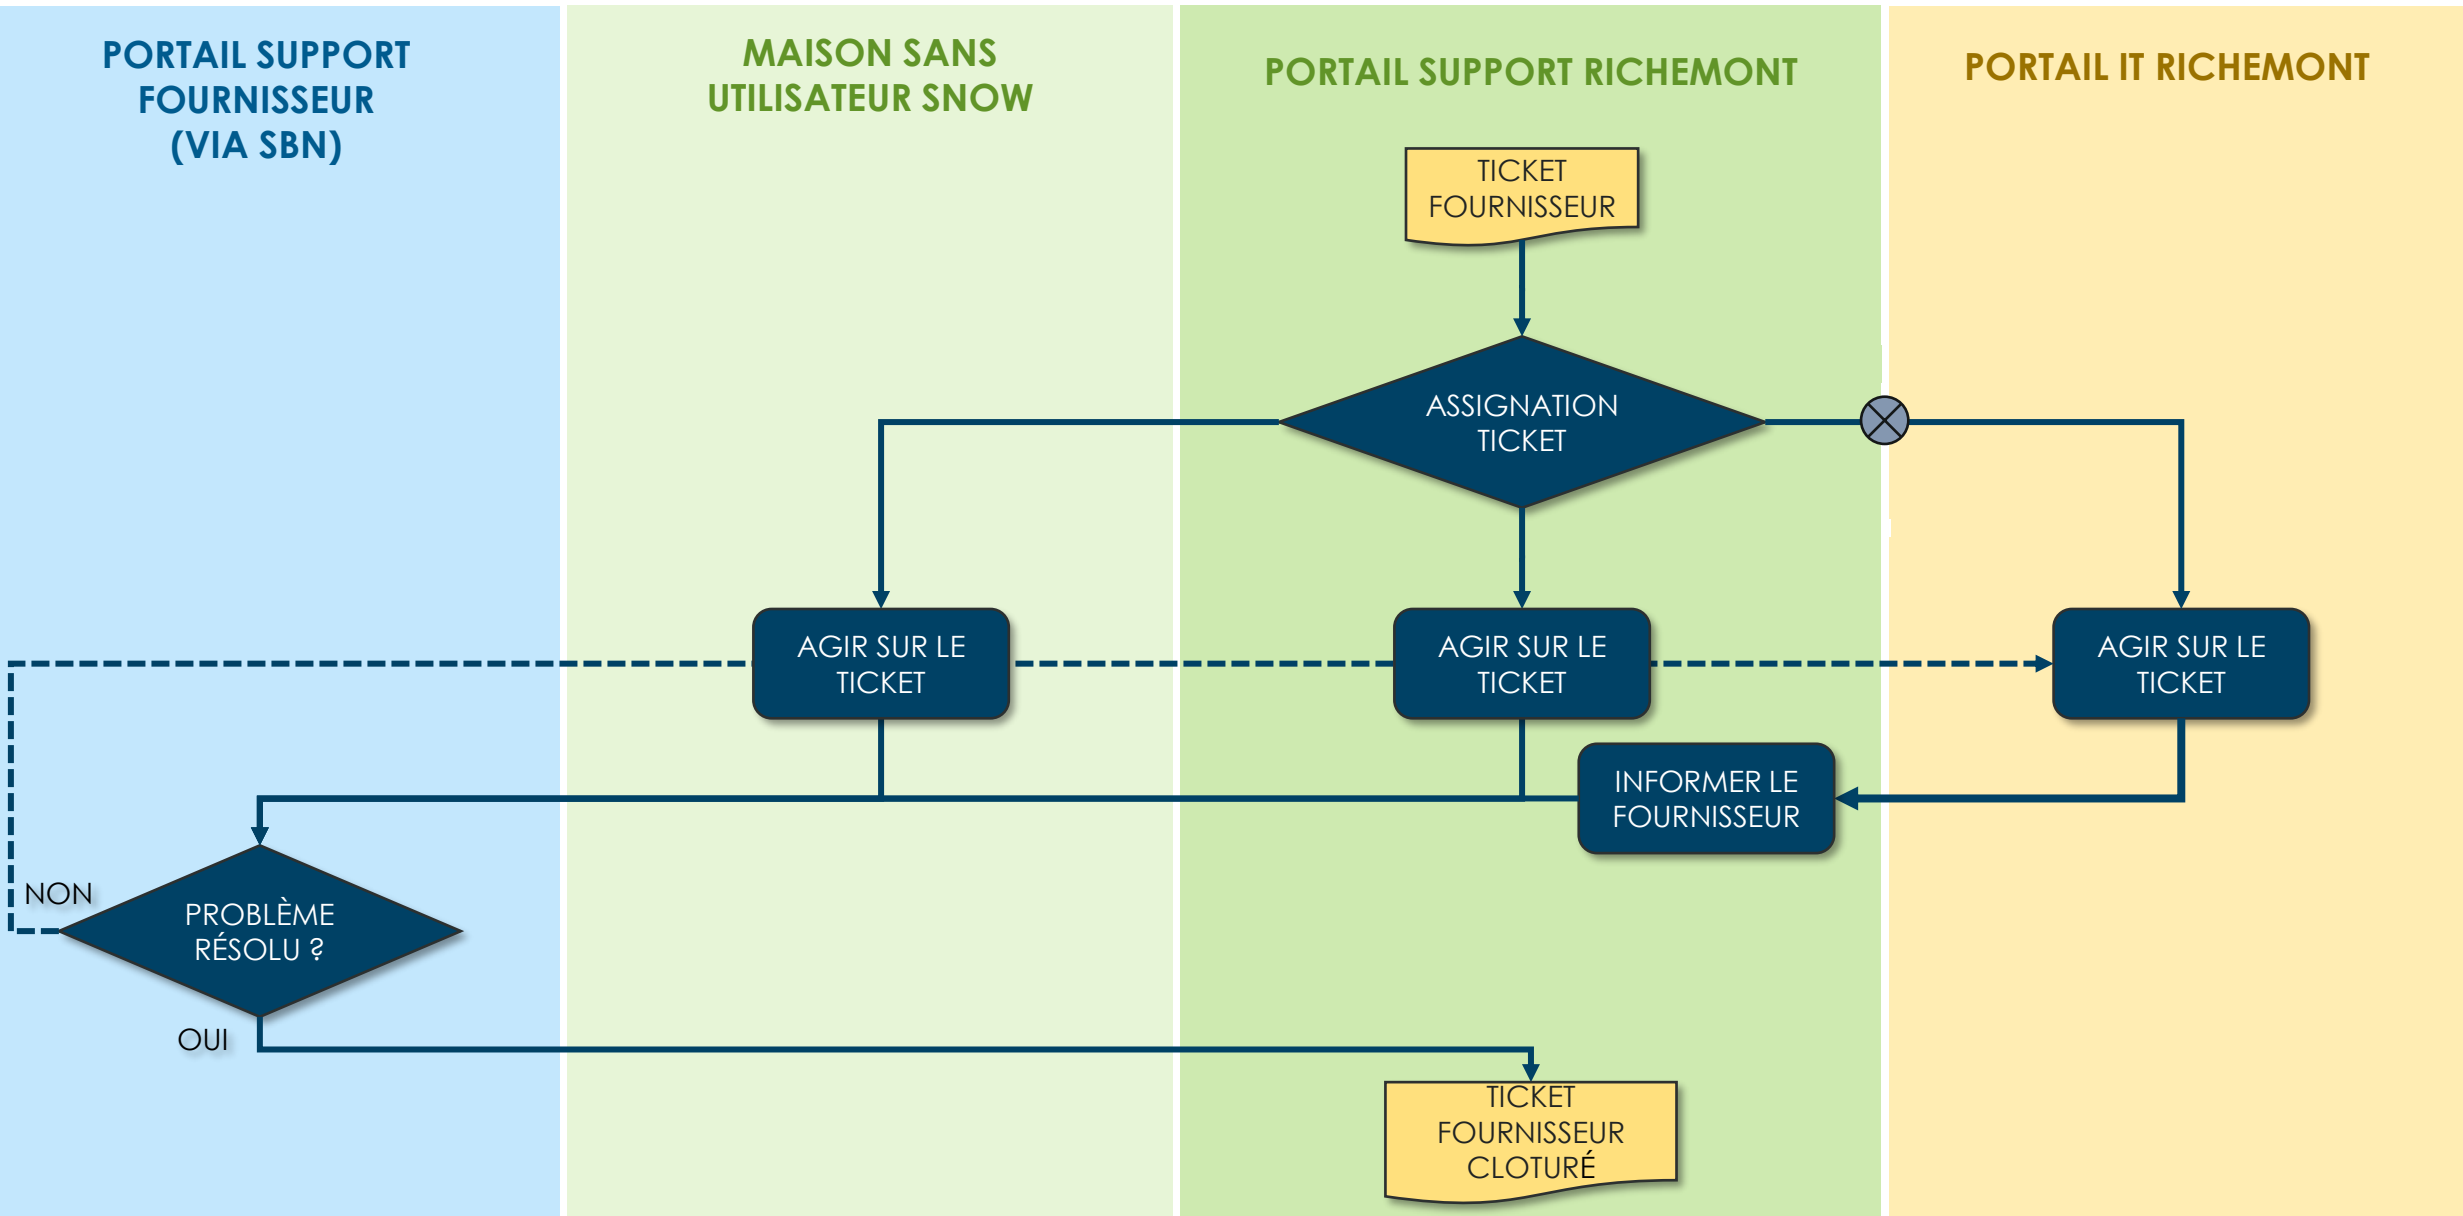 PORTAIL SUPPORT
FOURNISSEUR
(VIA SBN)
MAISON SANS
UTILISATEUR SNOW
PORTAIL SUPPORT RICHEMONT
PORTAIL IT RICHEMONT
TICKET
FOURNISSEUR
ASSIGNATION
TICKET
AGIR SUR LE
TICKET
AGIR SUR LE
TICKET
AGIR SUR LE
TICKET
INFORMER LE
FOURNISSEUR
NON
PROBLÈME
RÉSOLU ?
OUI
TICKET
FOURNISSEUR
CLOTURÉ